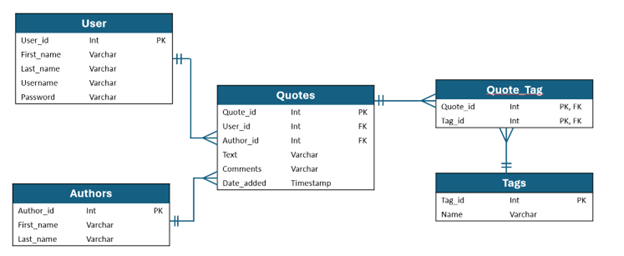 User
User_id Int PK
First_name Varchar
Last_name Varchar
Username Varchar
Password Varchar
Quotes
Quote_id Int PK
User_id Int FK
Author_id Int FK
Text Varchar
Comments Varchar
Date_added Timestamp
Quote_Tag
Quote_id Int PK, FK
Tag_id Int PK, FK
Authors
Author_id Int PK
First_name Varchar
Last_name Varchar
Tags
Tag_id Int PK
Name Varchar